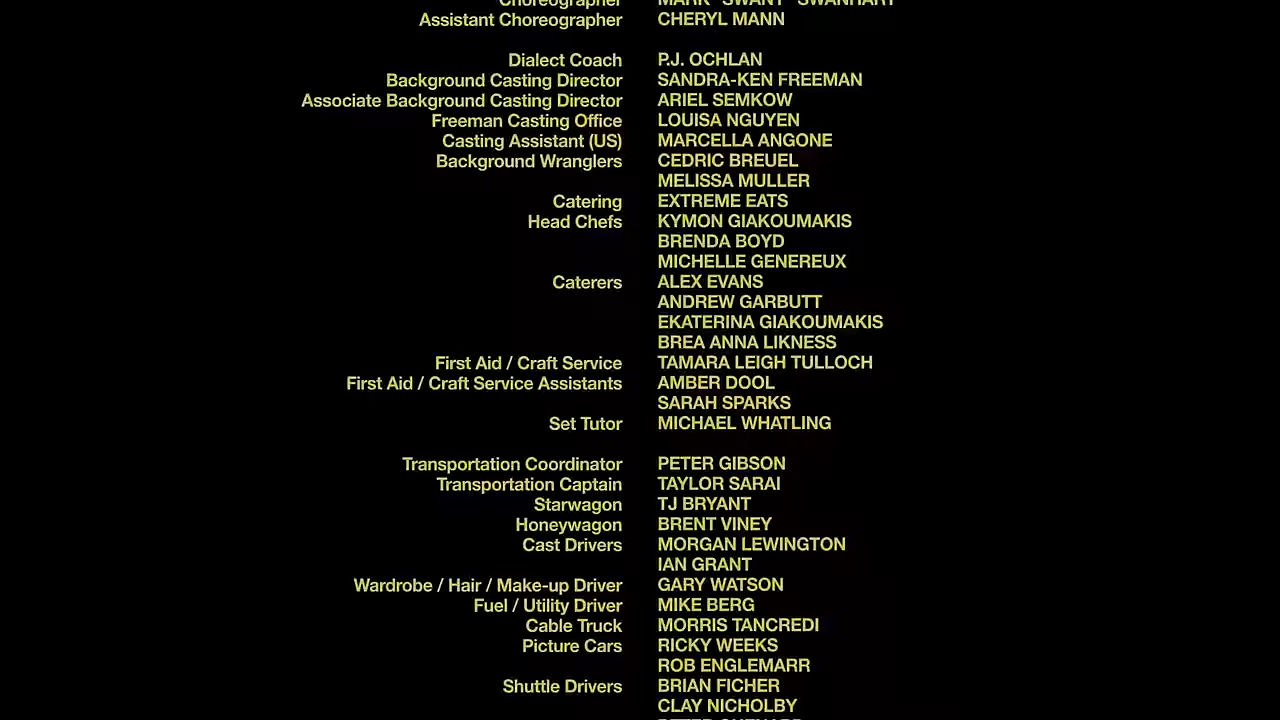 Choreographer MARK "SWANY" SWANHART
Assistant Choreographer CHERYL MANN
Dialect Coach P.J. OCHLAN
Background Casting Director SANDRA-KEN FREEMAN
Associate Background Casting Director ARIEL SEMKOW
Freeman Casting Office LOUISA NGUYEN
Casting Assistant (US) MARCELLA ANGONE
Background Wranglers CEDRIC BREUEL
MELISSA MULLER
Catering EXTREME EATS
Head Chefs KYMON GIAKOUMAKIS
BRENDA BOYD
MICHELLE GENEREUX
Caterers ALEX EVANS
ANDREW GARBUTT
EKATERINA GIAKOUMAKIS
BREA ANNA LIKNESS
First Aid / Craft Service TAMARA LEIGH TULLOCH
First Aid / Craft Service Assistants AMBER DOOL
SARAH SPARKS
Set Tutor MICHAEL WHATLING
Transportation Coordinator PETER GIBSON
Transportation Captain TAYLOR SARAI
Starwagon TJ BRYANT
Honeywagon BRENT VINEY
Cast Drivers MORGAN LEWINGTON
IAN GRANT
Wardrobe / Hair / Make-up Driver GARY WATSON
Fuel / Utility Driver MIKE BERG
Cable Truck MORRIS TANCREDI
Picture Cars RICKY WEEKS
ROB ENGLEMARR
Shuttle Drivers BRIAN FICHER
CLAY NICHOLBY